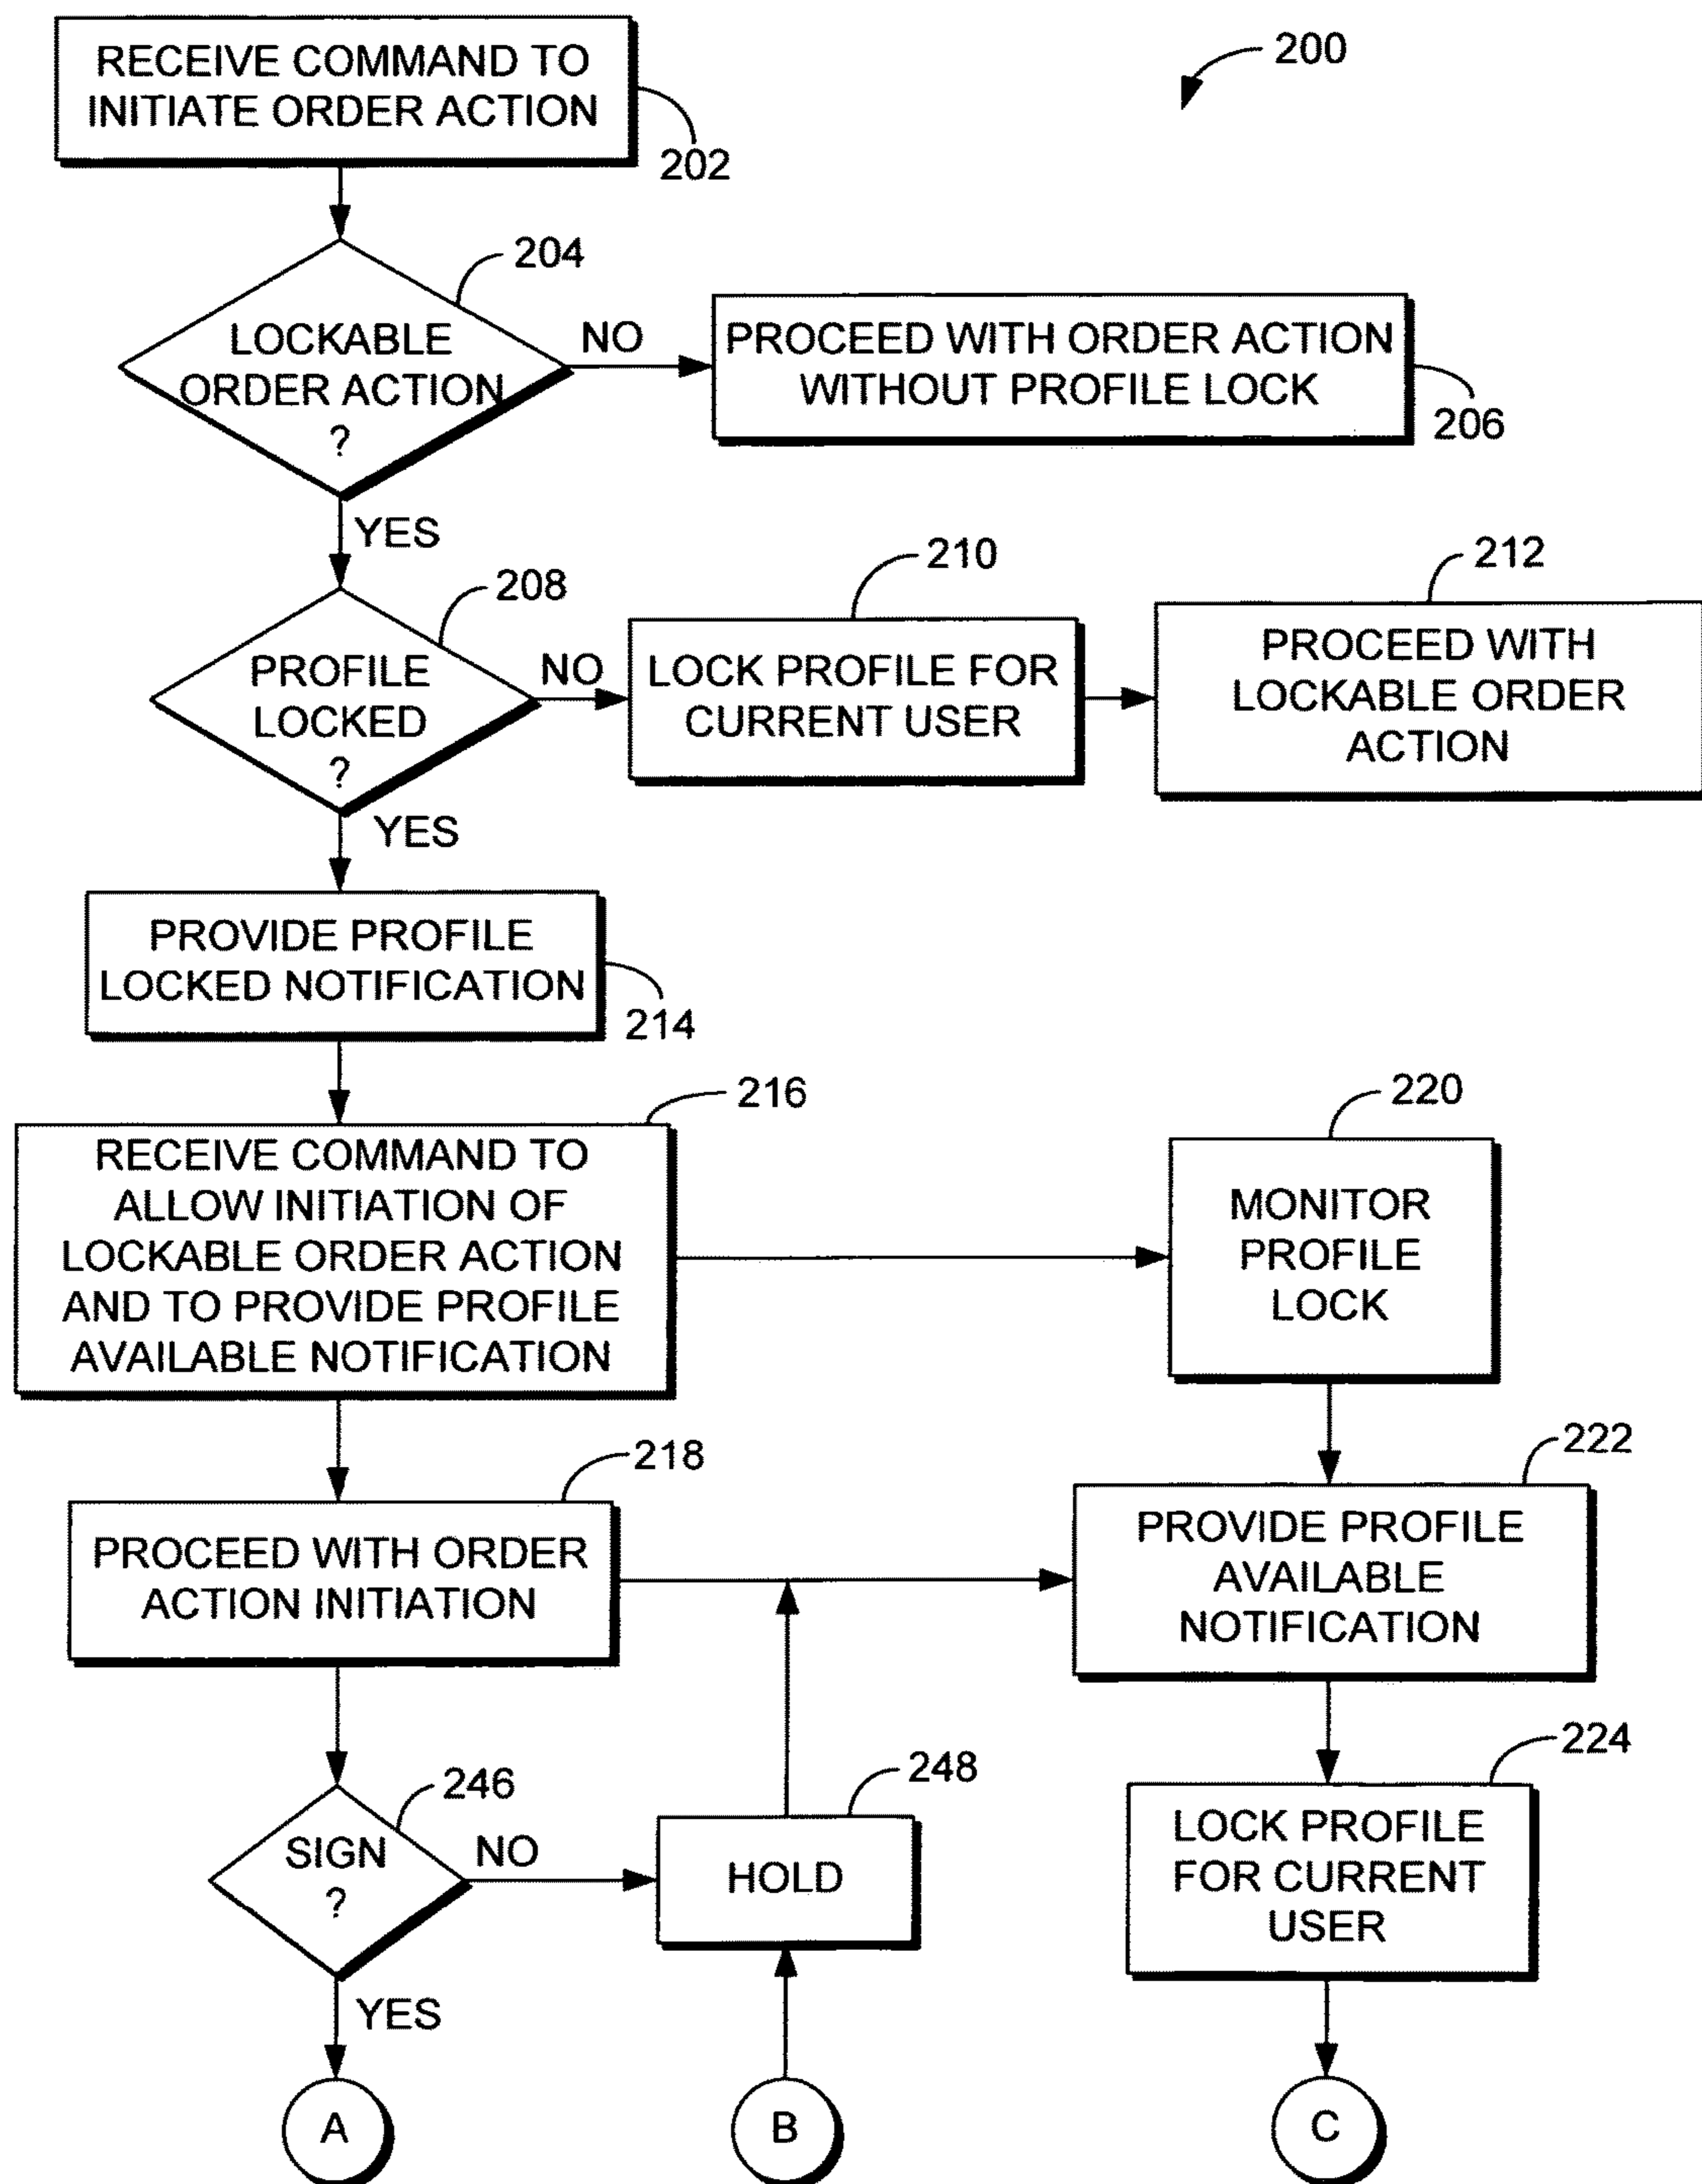 RECEIVE COMMAND TO
INITIATE ORDER ACTION
202
200
204
LOCKABLE
ORDER ACTION
?
NO
PROCEED WITH ORDER ACTION
WITHOUT PROFILE LOCK
206
YES
208
PROFILE
LOCKED
?
NO
210
LOCK PROFILE FOR
CURRENT USER
212
PROCEED WITH
LOCKABLE ORDER
ACTION
YES
PROVIDE PROFILE
LOCKED NOTIFICATION
214
216
RECEIVE COMMAND TO
ALLOW INITIATION OF
LOCKABLE ORDER ACTION
AND TO PROVIDE PROFILE
AVAILABLE NOTIFICATION
220
MONITOR
PROFILE
LOCK
218
PROCEED WITH ORDER
ACTION INITIATION
222
PROVIDE PROFILE
AVAILABLE
NOTIFICATION
246
SIGN
?
NO
248
HOLD
224
LOCK PROFILE
FOR CURRENT
USER
YES
A
B
C